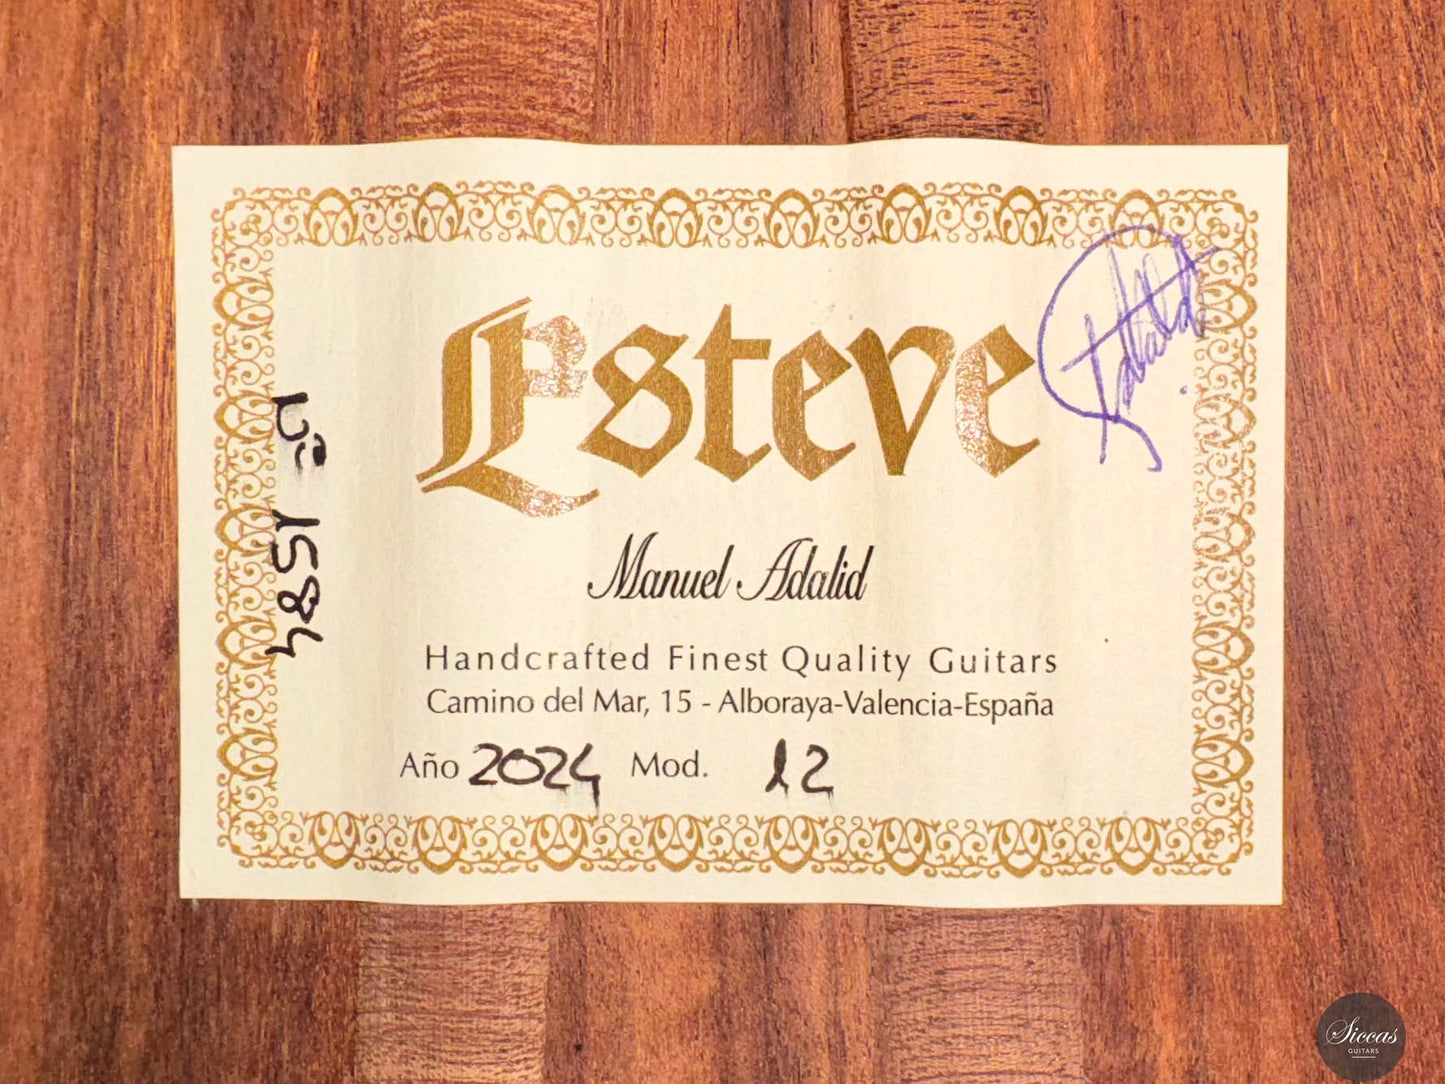 Esteve
Manuel Adalid
Handcrafted Finest Quality Guitars
Camino del Mar, 15 - Alboraya-Valencia-España
Año 2024 Mod. 12
Siccas
GUITARS